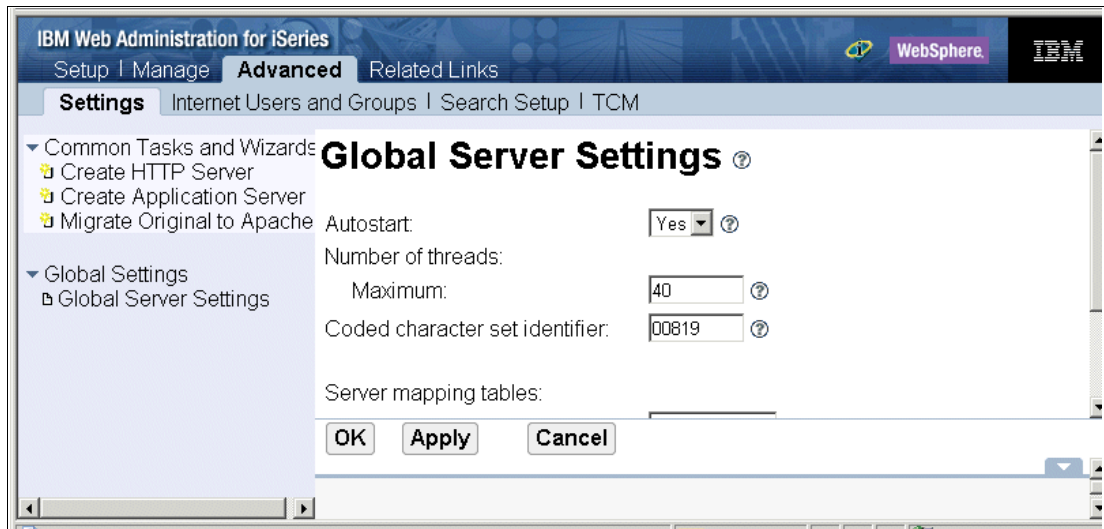 IBM Web Administration for iSeries
WebSphere.
IBM
Setup | Manage | Advanced | Related Links
Settings | Internet Users and Groups | Search Setup | TCM
Common Tasks and Wizards
Create HTTP Server
Create Application Server
Migrate Original to Apache
Global Settings
Global Server Settings
Global Server Settings ?
Autostart: Yes ?
Number of threads:
Maximum: 40 ?
Coded character set identifier: 00819 ?
Server mapping tables:
OK Apply Cancel